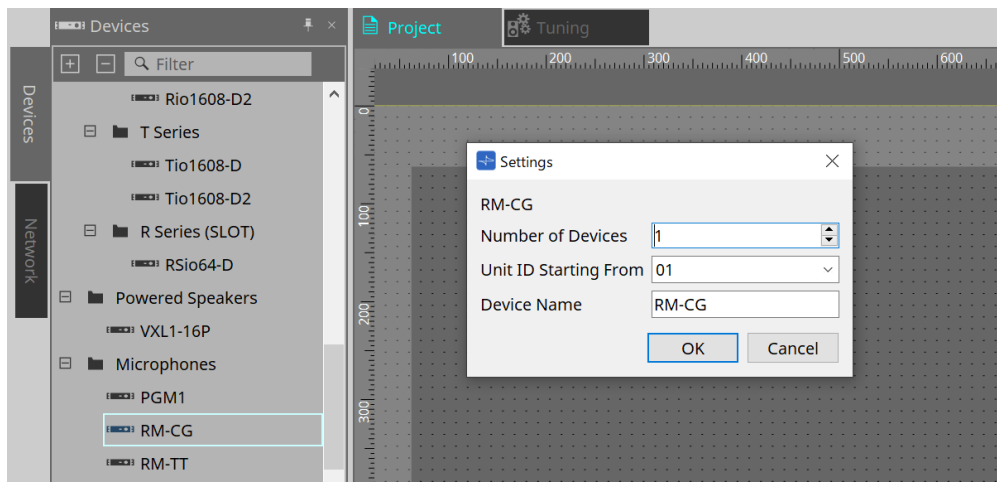 Devices
Filter
Devices
Network
Rio1608-D2
T Series
Tio1608-D
Tio1608-D2
R Series (SLOT)
RSio64-D
Powered Speakers
VXL1-16P
Microphones
PGM1
RM-CG
RM-TT
Project
Tuning
100
200
300
400
500
600
0
100
200
300
Settings
RM-CG
Number of Devices 1
Unit ID Starting From 01
Device Name RM-CG
OK Cancel